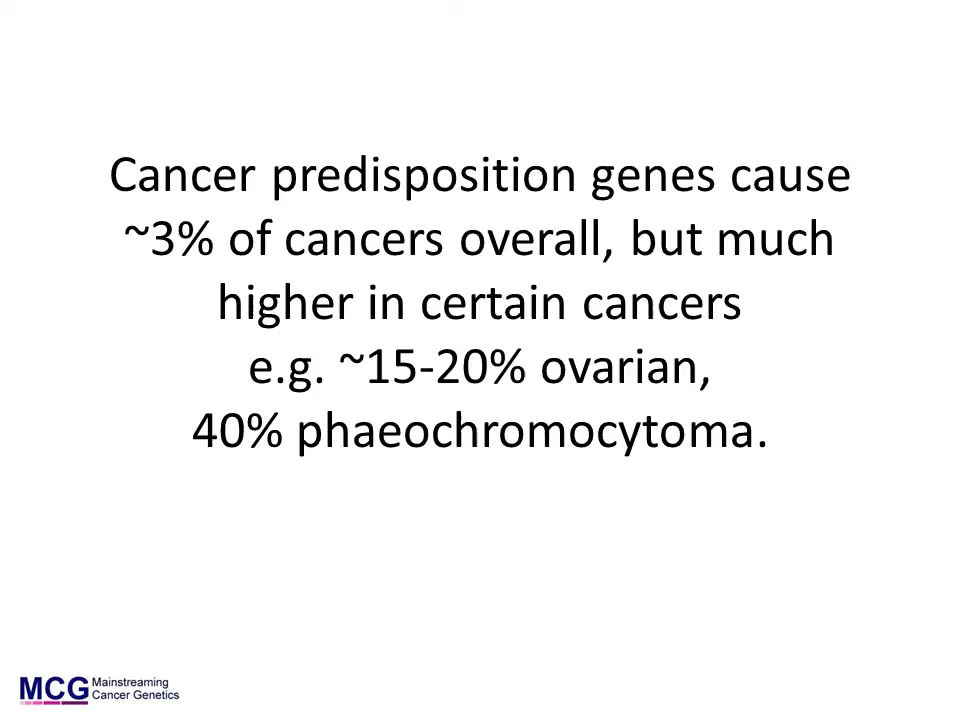 Cancer predisposition genes cause
~3% of cancers overall, but much
higher in certain cancers
e.g. ~15-20% ovarian,
40% phaeochromocytoma.
MCG Mainstreaming
Cancer Genetics